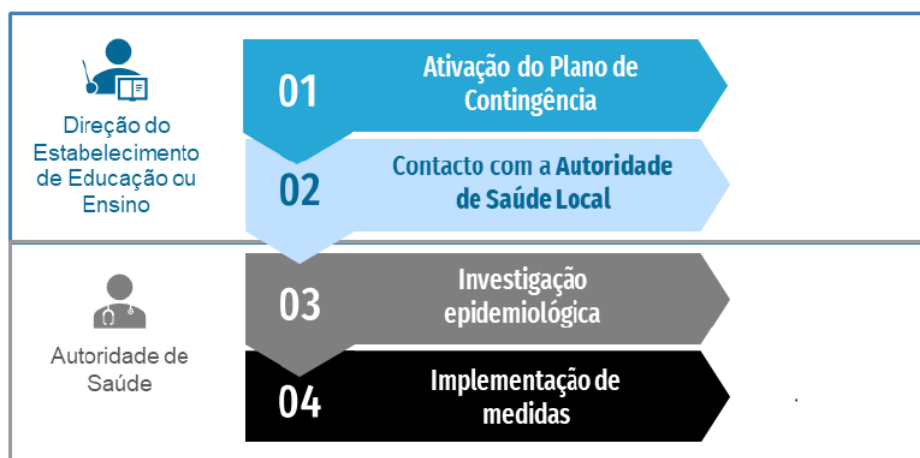 Direção do
Estabelecimento
de Educação ou
Ensino
01
Ativação do Plano de
Contingência
02
Contacto com a Autoridade
de Saúde Local
Autoridade de
Saúde
03
Investigação
epidemiológica
04
Implementação de
medidas
.